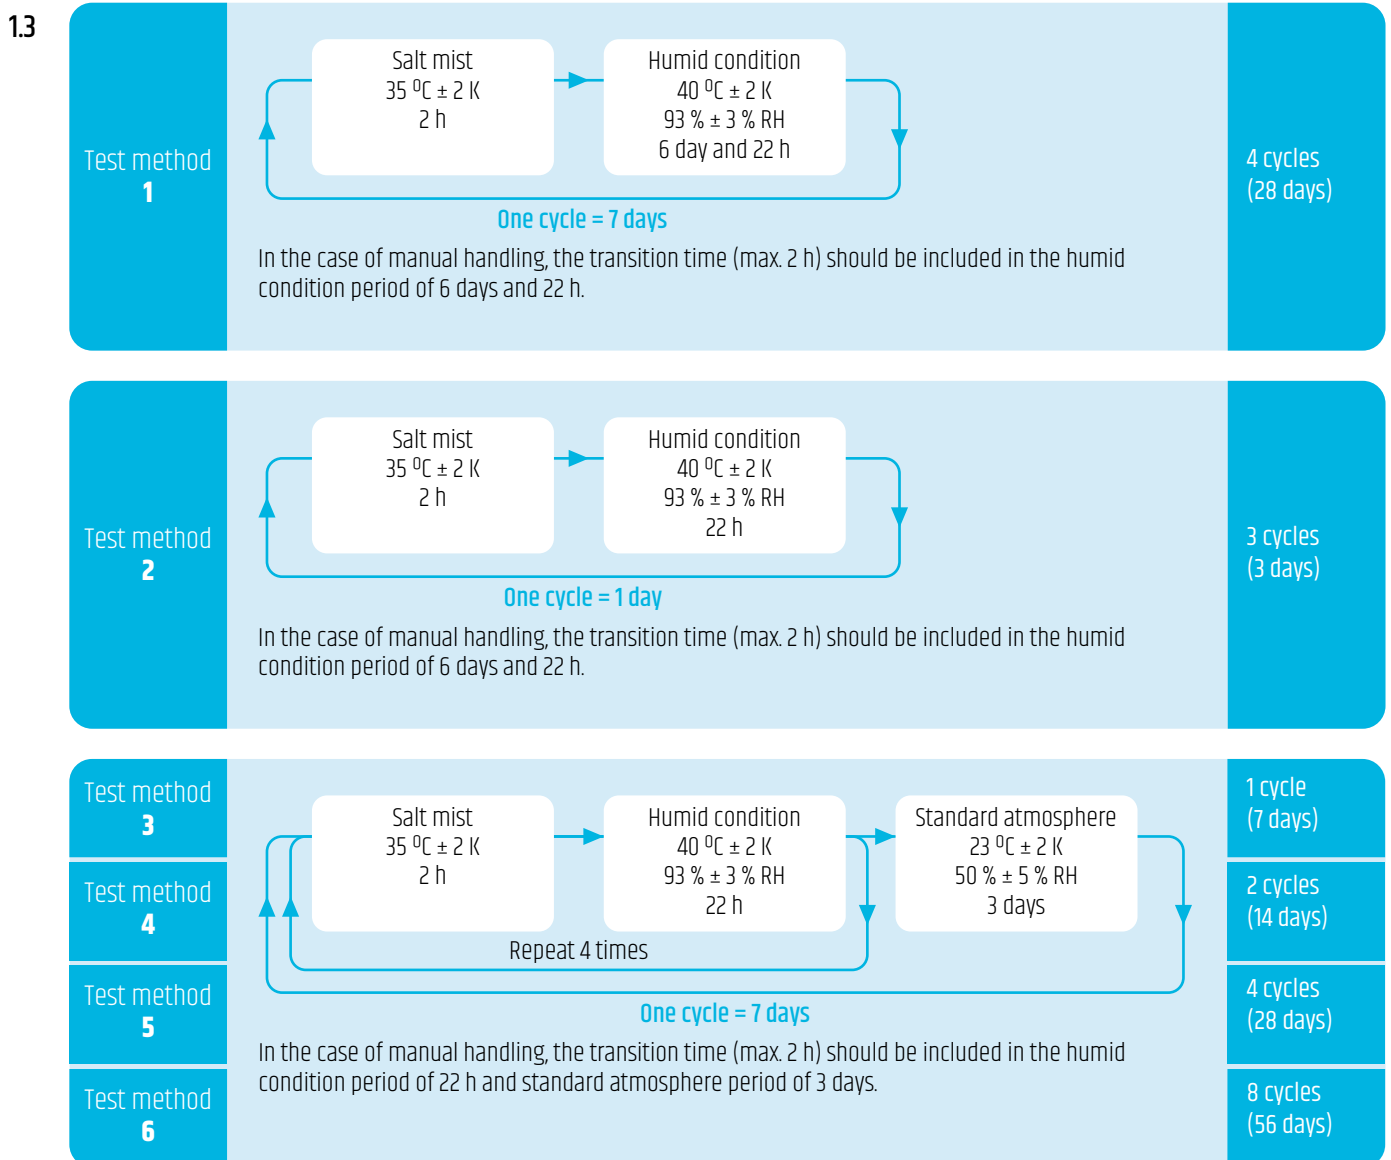 1.3
Test method
1
Salt mist
35 ⁰C ± 2 K
2 h
Humid condition
40 ⁰C ± 2 K
93 % ± 3 % RH
6 day and 22 h
One cycle = 7 days
In the case of manual handling, the transition time (max. 2 h) should be included in the humid
condition period of 6 days and 22 h.
4 cycles
(28 days)
Test method
2
Salt mist
35 ⁰C ± 2 K
2 h
Humid condition
40 ⁰C ± 2 K
93 % ± 3 % RH
22 h
One cycle = 1 day
In the case of manual handling, the transition time (max. 2 h) should be included in the humid
condition period of 6 days and 22 h.
3 cycles
(3 days)
Test method
3
Test method
4
Test method
5
Test method
6
Salt mist
35 ⁰C ± 2 K
2 h
Humid condition
40 ⁰C ± 2 K
93 % ± 3 % RH
22 h
Standard atmosphere
23 ⁰C ± 2 K
50 % ± 5 % RH
3 days
Repeat 4 times
One cycle = 7 days
In the case of manual handling, the transition time (max. 2 h) should be included in the humid
condition period of 22 h and standard atmosphere period of 3 days.
1 cycle
(7 days)
2 cycles
(14 days)
4 cycles
(28 days)
8 cycles
(56 days)